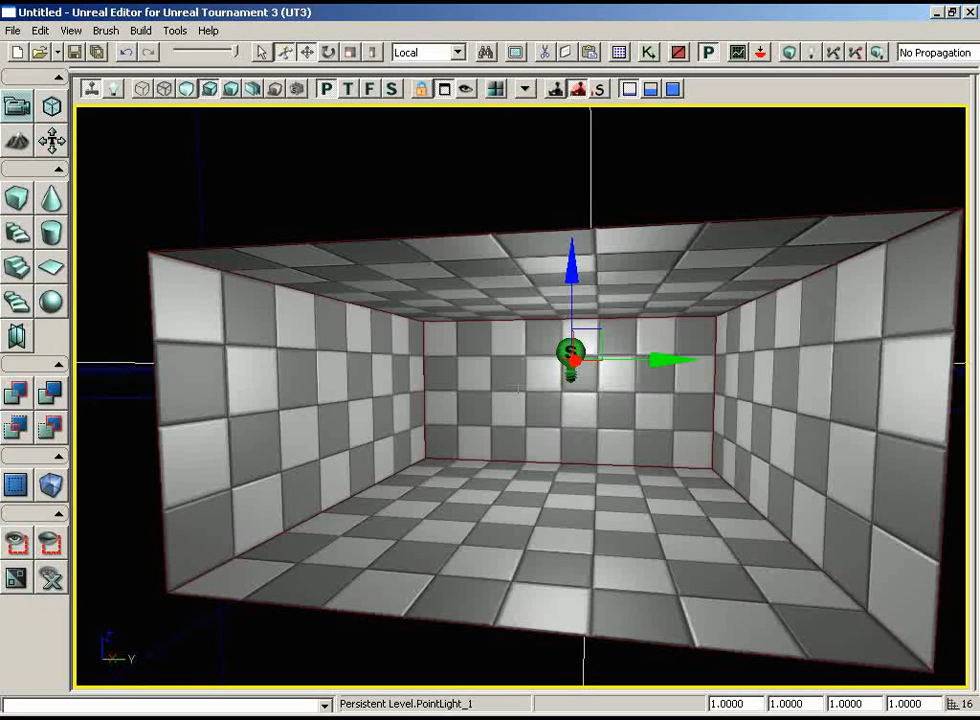 Untitled - Unreal Editor for Unreal Tournament 3 (UT3)
File Edit View Brush Build Tools Help
Local
P
No Propagation
P T F S
S
S
Z
X Y
Persistent Level.PointLight_1
1.0000 1.0000 1.0000 1.0000 16